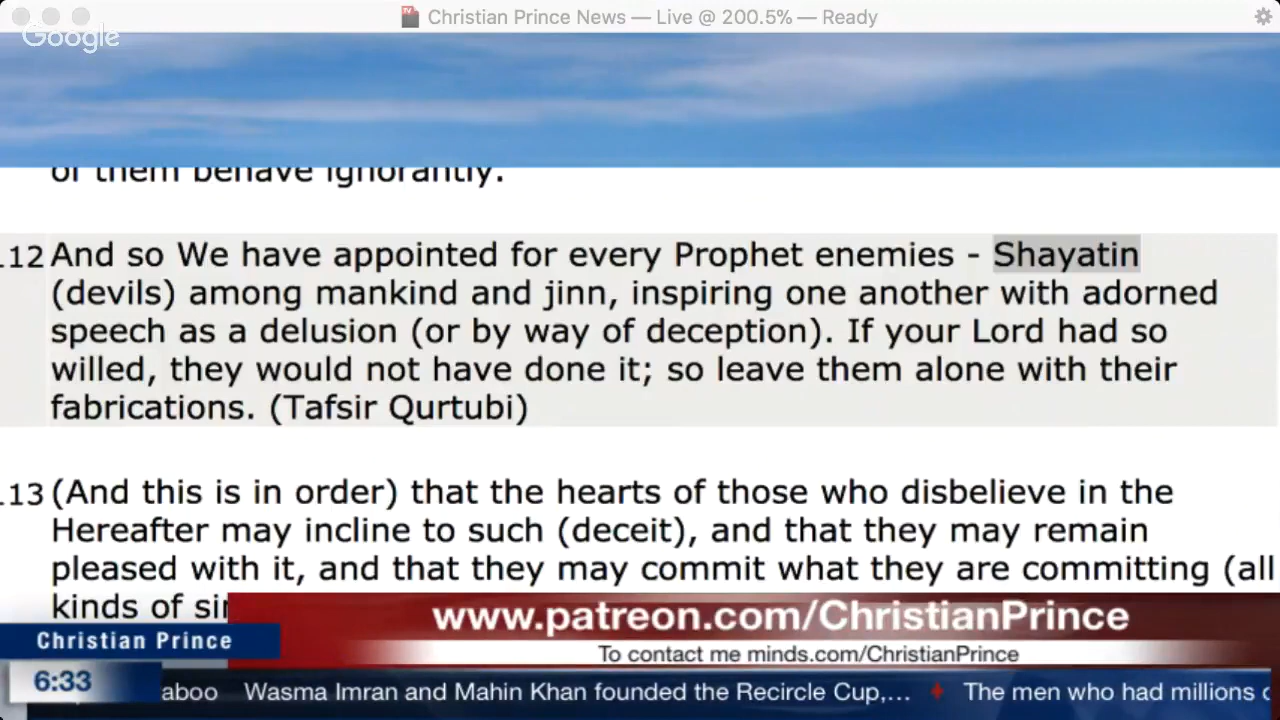 Christian Prince News — Live @ 200.5% — Ready
Google
or them behave ignorantly.
.12 And so We have appointed for every Prophet enemies - Shayatin
(devils) among mankind and jinn, inspiring one another with adorned
speech as a delusion (or by way of deception). If your Lord had so
willed, they would not have done it; so leave them alone with their
fabrications. (Tafsir Qurtubi)
.13 (And this is in order) that the hearts of those who disbelieve in the
Hereafter may incline to such (deceit), and that they may remain
pleased with it, and that they may commit what they are committing (all
kinds of
www.patreon.com/ChristianPrince
Christian Prince
To contact me minds.com/ChristianPrince
6:33
aboo Wasma Imran and Mahin Khan founded the Recircle Cup,... The men who had millions